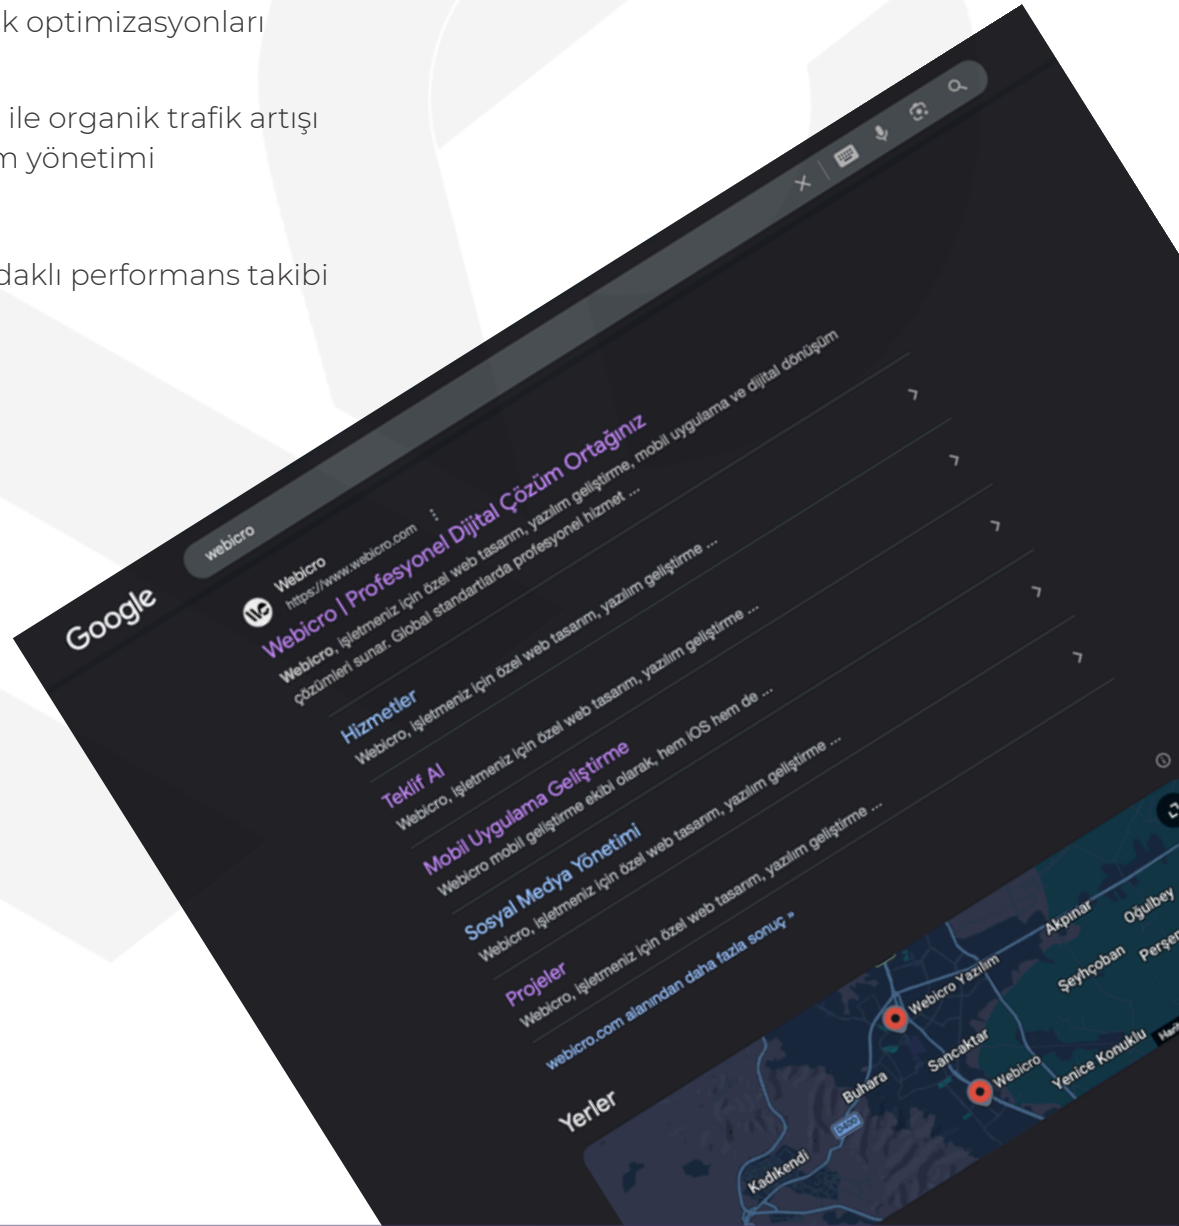 k optimizasyonları
ile organik trafik artışı
m yönetimi
daklı performans takibi
Google
webicro
Webicro
https://www.webicro.com
Webicro | Profesyonel Dijital Çözüm Ortağınız
Webicro, işletmeniz için özel web tasarım, yazılım geliştirme, mobil uygulama ve dijital dönüşüm
çözümleri sunar. Global standartlarda profesyonel hizmet ...
Hizmetler
Webicro, işletmeniz için özel web tasarım, yazılım geliştirme ...
Teklif Al
Webicro, işletmeniz için özel web tasarım, yazılım geliştirme ...
Mobil Uygulama Geliştirme
Webicro mobil geliştirme ekibi olarak, hem iOS hem de ...
Sosyal Medya Yönetimi
Webicro, işletmeniz için özel web tasarım, yazılım geliştirme ...
Projeler
Webicro, işletmeniz için özel web tasarım, yazılım geliştirme ...
webicro.com alanından daha fazla sonuç »
Yerler
Akpınar
Oğulbey
Webicro Yazılım
Şeyhçoban
Perşem
Sancaktar
Buhara
Webicro
Yenice Konuklu
D400
Kadıkendi